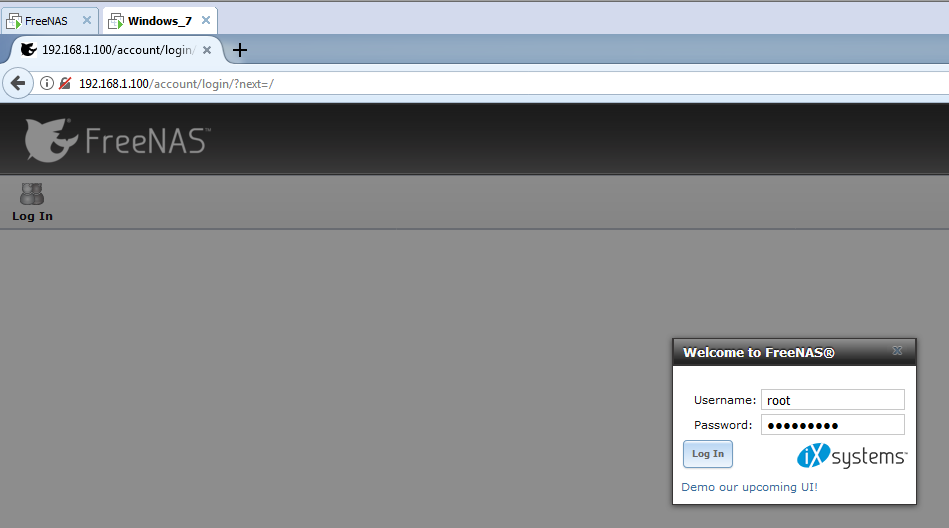 FreeNAS
Windows_7
192.168.1.100/account/login/
192.168.1.100/account/login/?next=/
FreeNAS™
Log In
Welcome to FreeNAS®
Username: root
Password: ●●●●●●●●●
Log In
iXsystems™
Demo our upcoming UI!